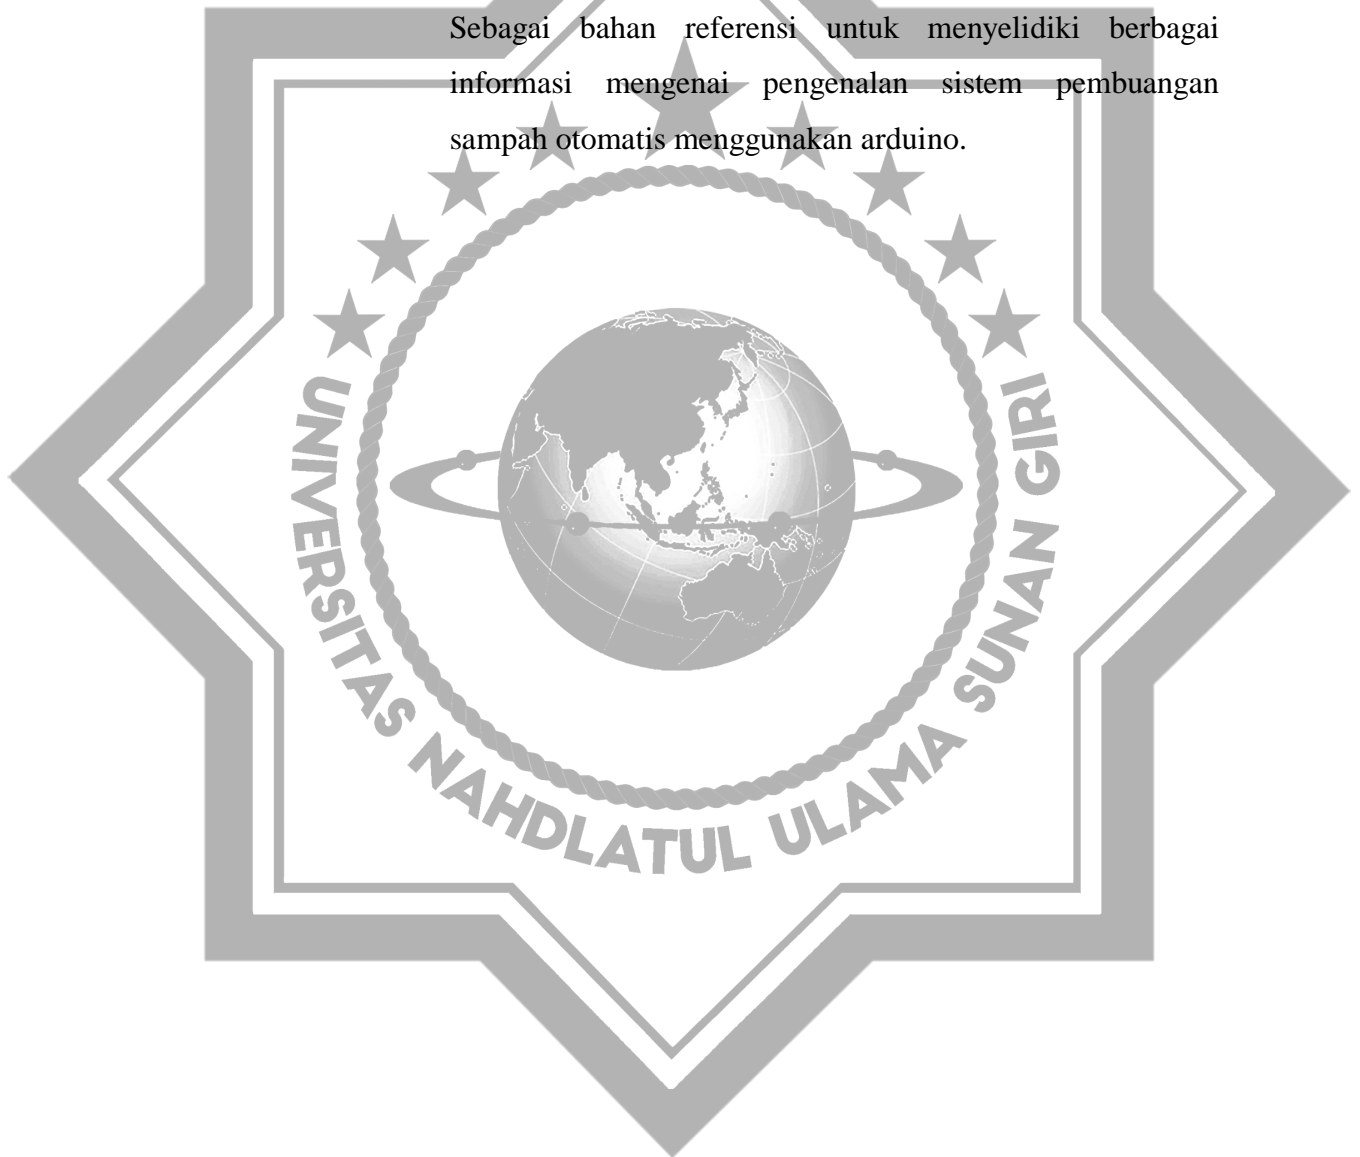 Sebagai bahan referensi untuk menyelidiki berbagai
informasi mengenai pengenalan sistem pembuangan
sampah otomatis menggunakan arduino.
UNIVERSITAS NAHDLATUL ULAMA SUNAN GIRI